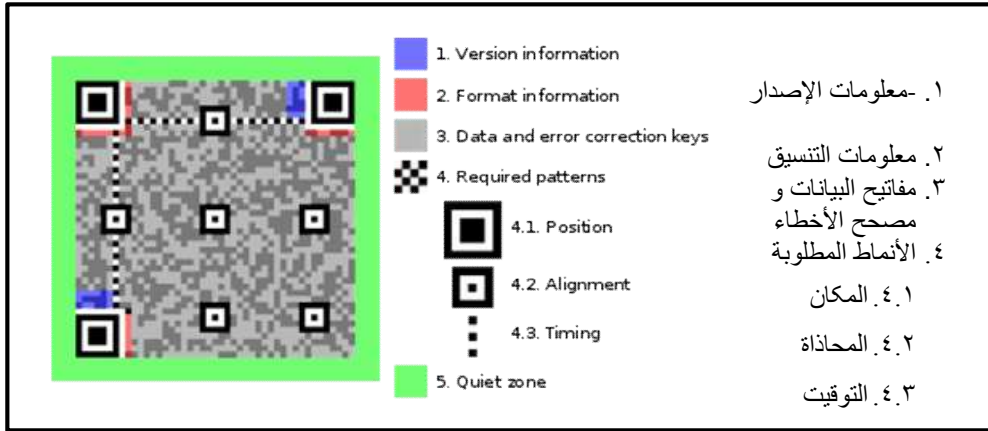 1. Version information
2. Format information
3. Data and error correction keys
4. Required patterns
4.1. Position
4.2. Alignment
4.3. Timing
5. Quiet zone
١. -معلومات الإصدار
٢. معلومات التنسيق
٣. مفاتيح البيانات و
مصحح الأخطاء
٤. الأنماط المطلوبة
٤.١. المكان
٤.٢. المحاذاة
٤.٣. التوقيت